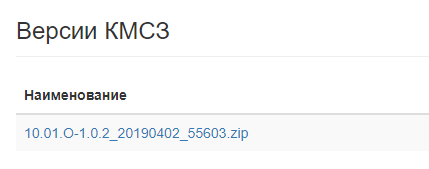 Версии КМСЗ
Наименование
10.01.О-1.0.2_20190402_55603.zip